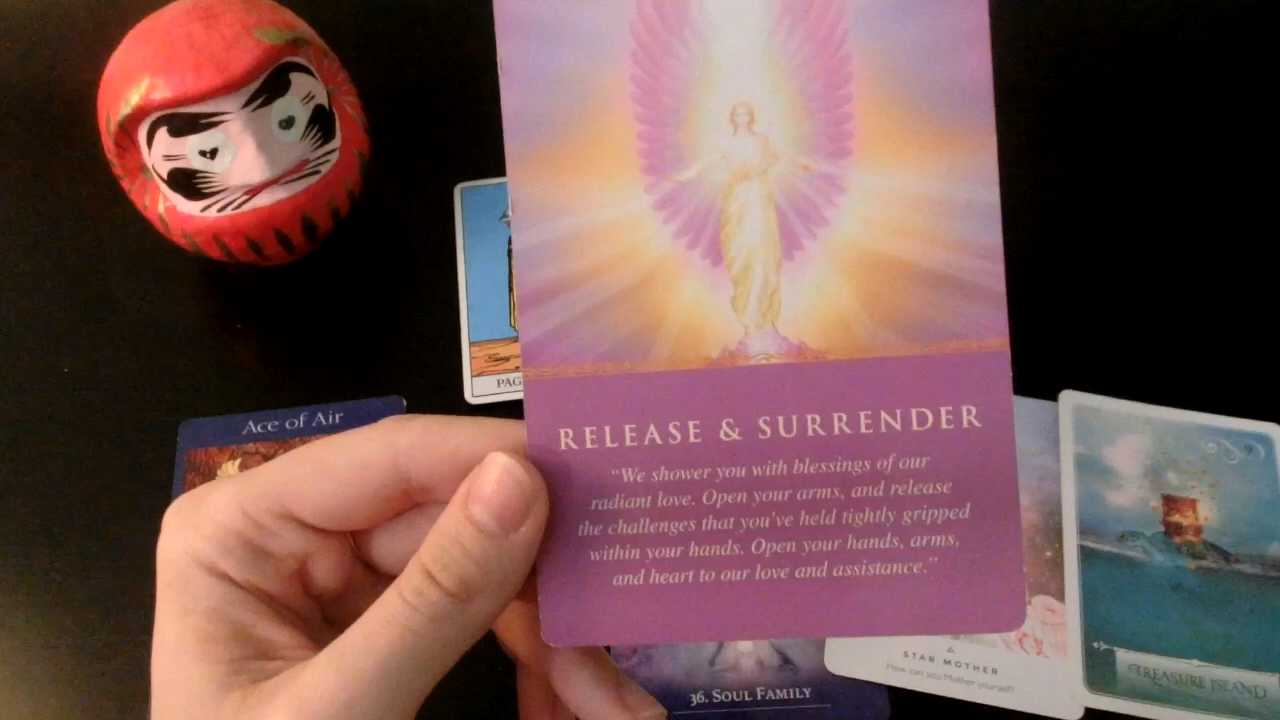 PAG
Ace of Air
RELEASE & SURRENDER
"We shower you with blessings of our
radiant love. Open your arms, and release
the challenges that you've held tightly gripped
within your hands. Open your hands, arms,
and heart to our love and assistance."
STAR MOTHER
How can you Mother yourself?
TREASURE ISLAND
36. SOUL FAMILY